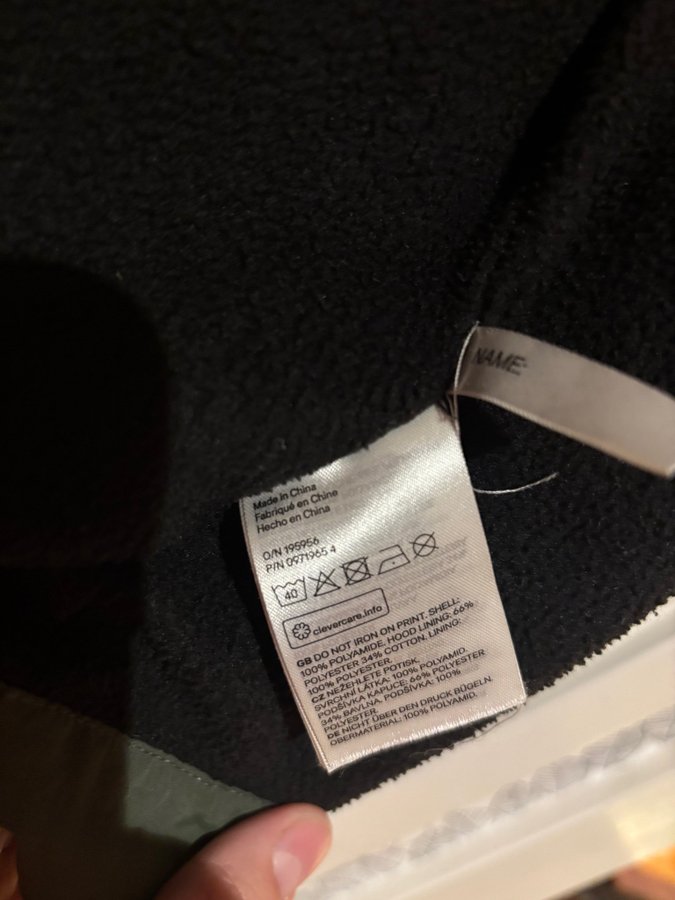 NAME:
Made in China
Fabriqué en Chine
Hecho en China
O/N 195956
P/N 0971965 4
40
clevercare.info
GB DO NOT IRON ON PRINT. SHELL:
100% POLYAMIDE. HOOD LINING: 66%
POLYESTER 34% COTTON. LINING:
100% POLYESTER.
CZ NEŽEHLETE POTISK.
SVRCHNÍ LÁTKA: 100% POLYAMID.
PODŠÍVKA KAPUCE: 66% POLYESTER
34% BAVLNA. PODŠÍVKA: 100%
POLYESTER.
DE NICHT ÜBER DEN DRUCK BÜGELN.
OBERMATERIAL: 100% POLYAMID.